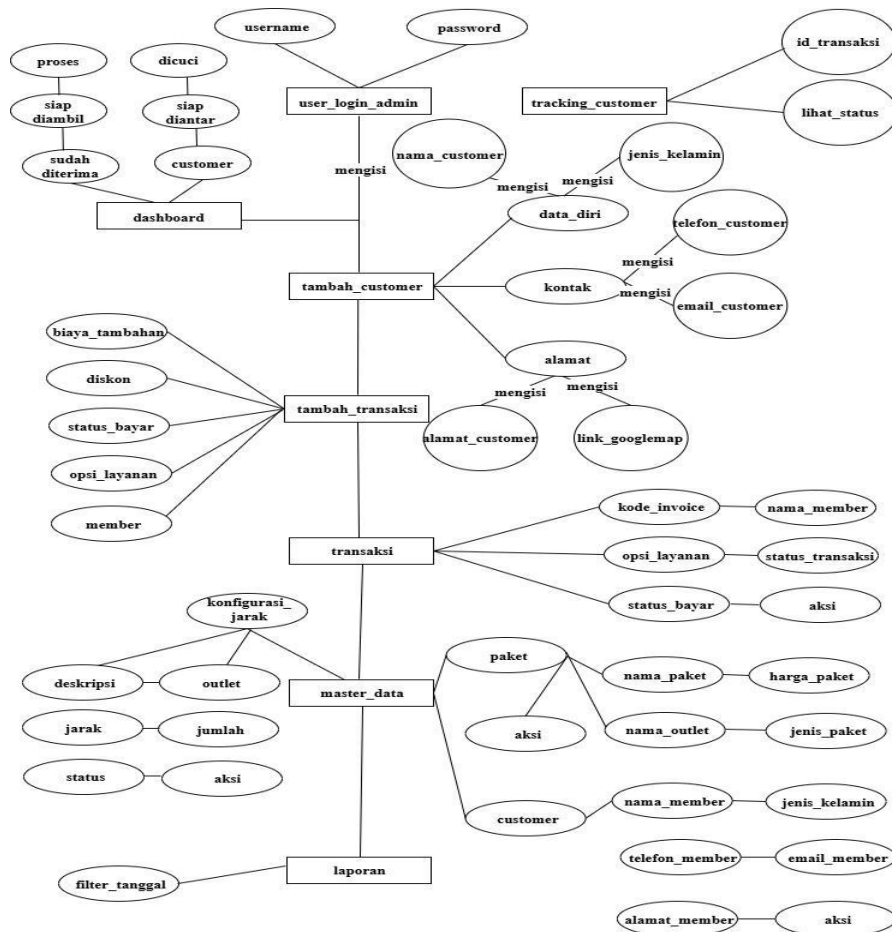 username
password
id_transaksi
proses
dicuci
siap
diambil
siap
diantar
user_login_admin
tracking_customer
lihat_status
sudah
diterima
customer
mengisi
nama_customer
jenis_kelamin
mengisi
mengisi
dashboard
data_diri
telefon_customer
mengisi
tambah_customer
kontak
mengisi
email_customer
biaya_tambahan
alamat
diskon
mengisi
mengisi
tambah_transaksi
status_bayar
alamat_customer
link_googlemap
opsi_layanan
member
kode_invoice
nama_member
transaksi
opsi_layanan
status_transaksi
konfigurasi_
jarak
status_bayar
aksi
paket
deskripsi
outlet
master_data
nama_paket
harga_paket
jarak
jumlah
aksi
nama_outlet
jenis_paket
status
aksi
customer
nama_member
jenis_kelamin
laporan
telefon_member
email_member
filter_tanggal
alamat_member
aksi